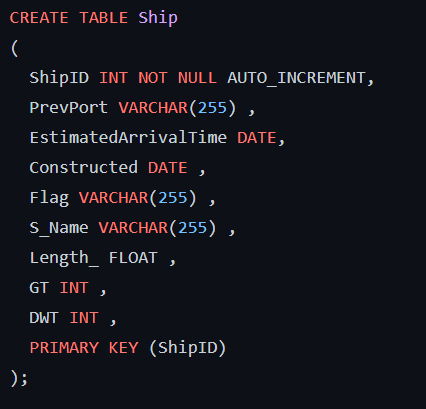 CREATE TABLE Ship
(
  ShipID INT NOT NULL AUTO_INCREMENT,
  PrevPort VARCHAR(255) ,
  EstimatedArrivalTime DATE,
  Constructed DATE ,
  Flag VARCHAR(255) ,
  S_Name VARCHAR(255) ,
  Length_ FLOAT ,
  GT INT ,
  DWT INT ,
  PRIMARY KEY (ShipID)
);